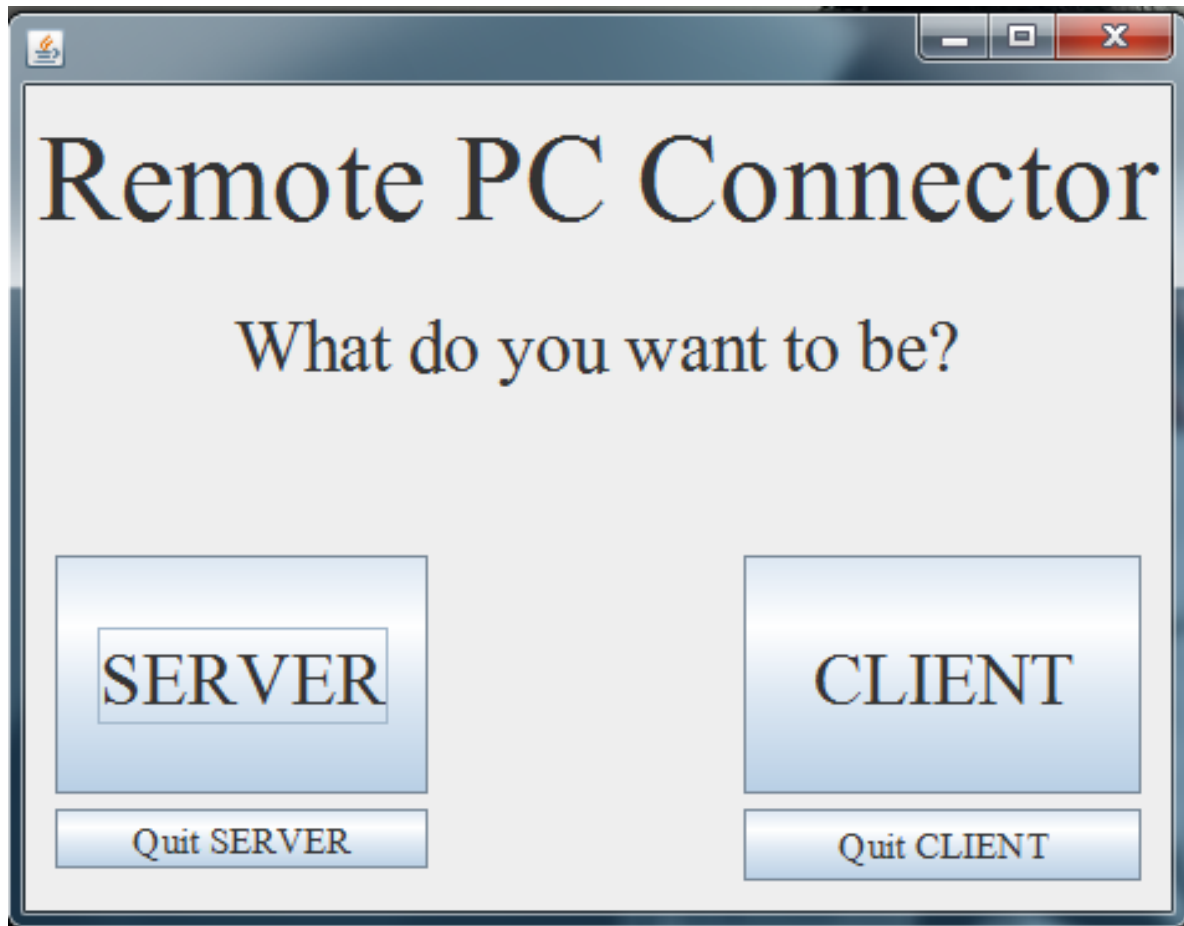 Remote PC Connector
What do you want to be?
SERVER
CLIENT
Quit SERVER
Quit CLIENT